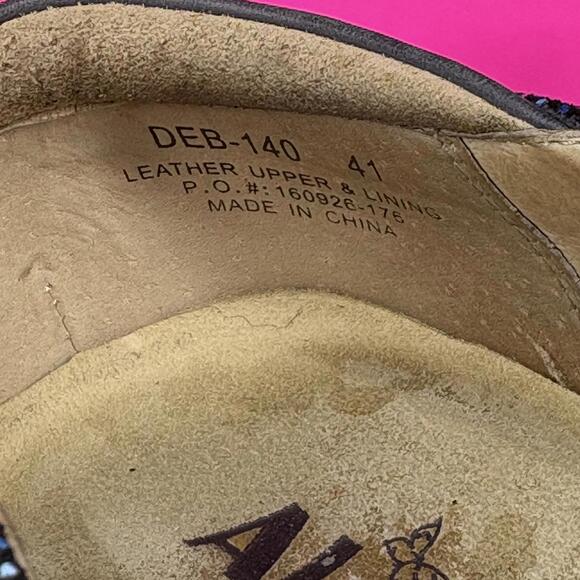 DEB-140 41
LEATHER UPPER & LINING
P.O.#: 160926-176
MADE IN CHINA